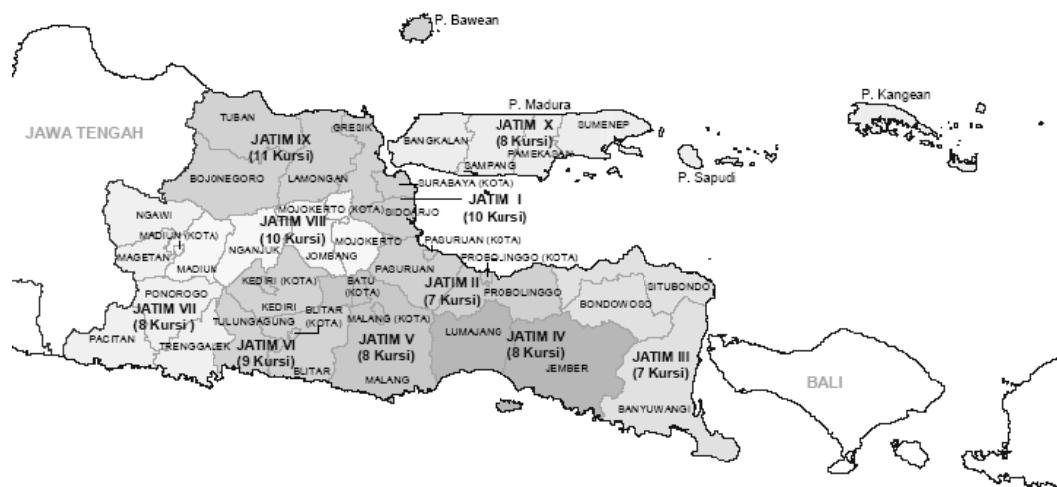 P. Bawean
P. Kangean
P. Madura
TUBAN
JAWA TENGAH
GRESIK
JATIM IX
(11 Kursi)
BANGKALAN
JATIM X
(8 Kursi)
SUMENEP
PAMEKASAN
SAMPANG
P. Sapudi
BOJONEGORO
LAMONGAN
SURABAYA (KOTA)
JATIM I
(10 Kursi)
MOJOKERTO (KOTA)
SIDOARJO
NGAWI
JATIM VIII
(10 Kursi)
MADIUN (KOTA)
MOJOKERTO
PASURUAN (KOTA)
NGANJUK
JOMBANG
MAGETAN
MADIUN
PROBOLINGGO (KOTA)
PASURUAN
KEDIRI (KOTA)
BATU
(KOTA)
JATIM II
(7 Kursi)
PROBOLINGGO
SITUBONDO
BONDOWOSO
PONOROGO
JATIM VII
(8 Kursi)
KEDIRI
BLITAR
(KOTA)
MALANG (KOTA)
TULUNGAGUNG
LUMAJANG
JATIM IV
(8 Kursi)
PACITAN
TRENGGALEK
JATIM VI
(9 Kursi)
JATIM V
(8 Kursi)
JATIM III
(7 Kursi)
JEMBER
BLITAR
MALANG
BALI
BANYUWANGI